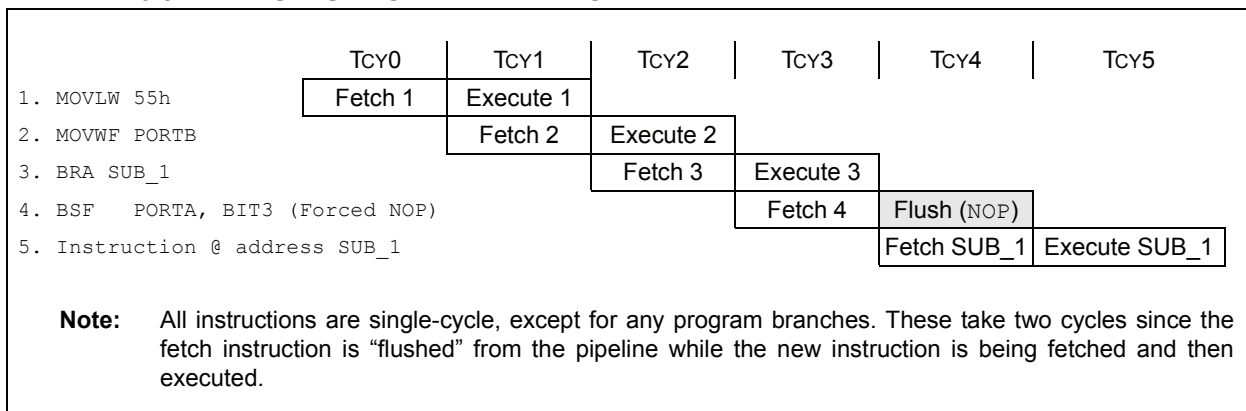 TCY0 TCY1 TCY2 TCY3 TCY4 TCY5
1. MOVLW 55h Fetch 1 Execute 1
2. MOVWF PORTB Fetch 2 Execute 2
3. BRA SUB_1 Fetch 3 Execute 3
4. BSF PORTA, BIT3 (Forced NOP) Fetch 4 Flush (NOP)
5. Instruction @ address SUB_1 Fetch SUB_1 Execute SUB_1
Note: All instructions are single-cycle, except for any program branches. These take two cycles since the
fetch instruction is “flushed” from the pipeline while the new instruction is being fetched and then
executed.